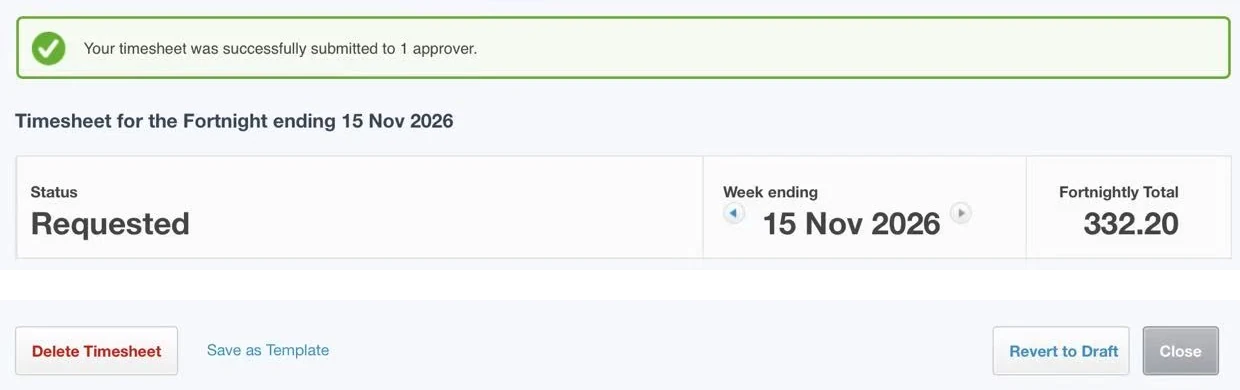 Your timesheet was successfully submitted to 1 approver.
Timesheet for the Fortnight ending 15 Nov 2026
Status
Requested
Week ending
15 Nov 2026
Fortnightly Total
332.20
Delete Timesheet
Save as Template
Revert to Draft
Close